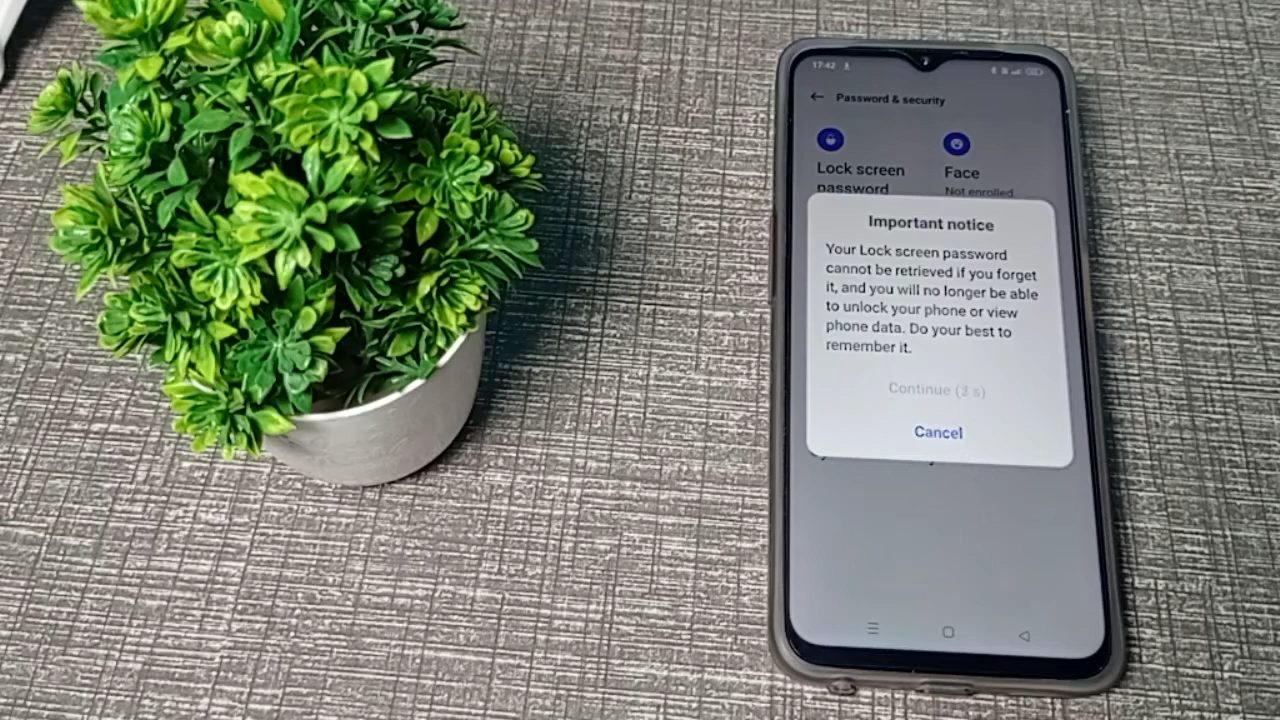 17:42
Password & security
Lock screen
password
Face
Not enrolled
Important notice
Your Lock screen password
cannot be retrieved if you forget
it, and you will no longer be able
to unlock your phone or view
phone data. Do your best to
remember it.
Continue (3 s)
Cancel